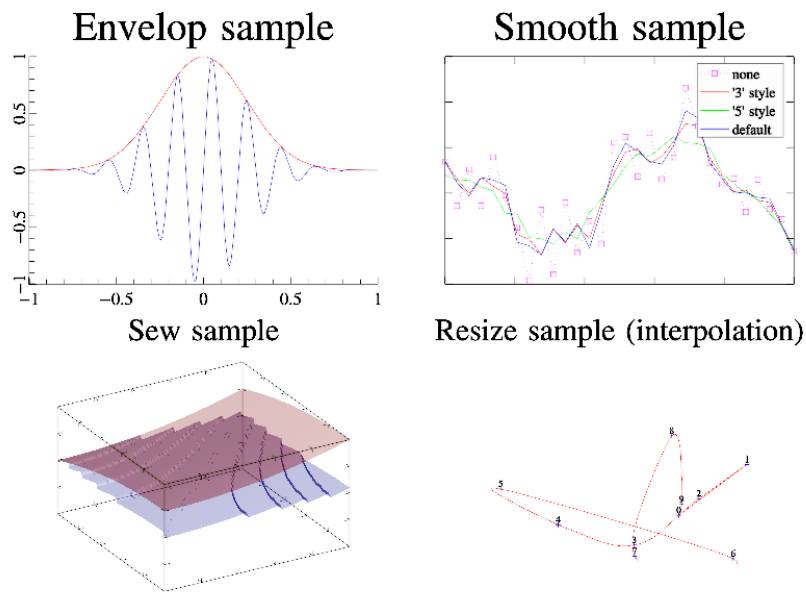 Envelop sample
Smooth sample
1
0.5
0
−0.5
−1
−1
−0.5
0
0.5
1
none
'3' style
'5' style
default
Sew sample
Resize sample (interpolation)
8
1
5
9
2
0
4
3
7
6